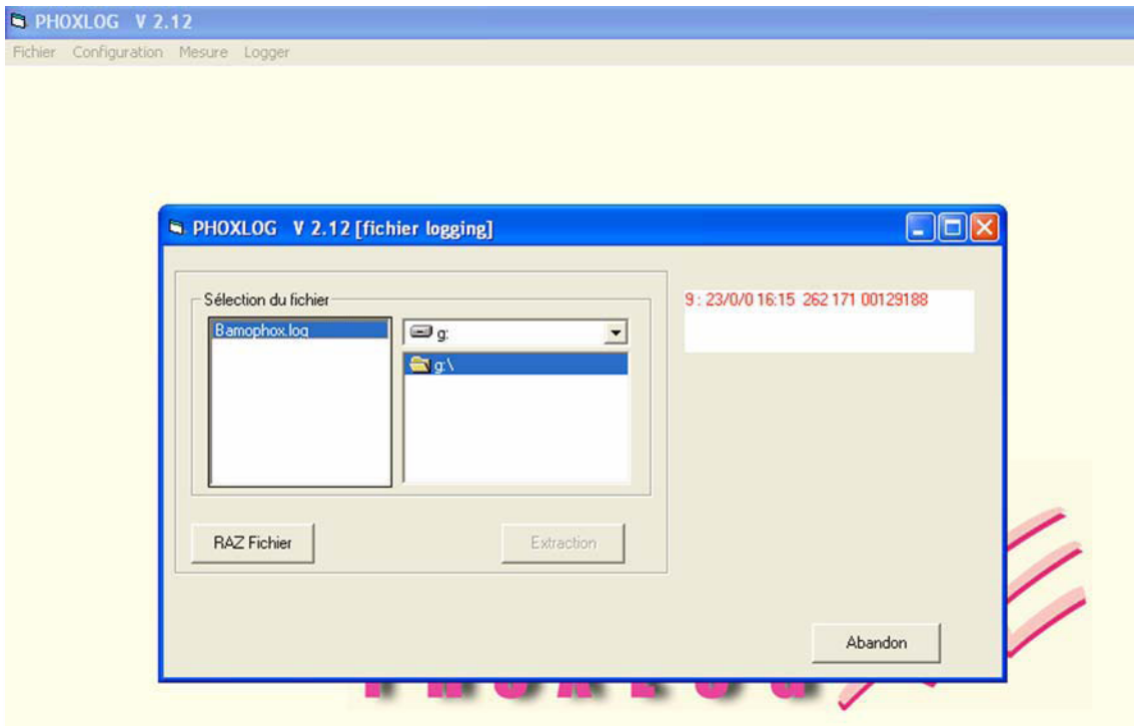 PHOXLOG V 2.12
Fichier Configuration Mesure Logger
PHOXLOG V 2.12 [fichier logging]
Sélection du fichier
Bamophox.log
g:
g:\
9 : 23/0/0 16:15 262 171 00129188
RAZ Fichier
Extraction
Abandon
PHOXLOG